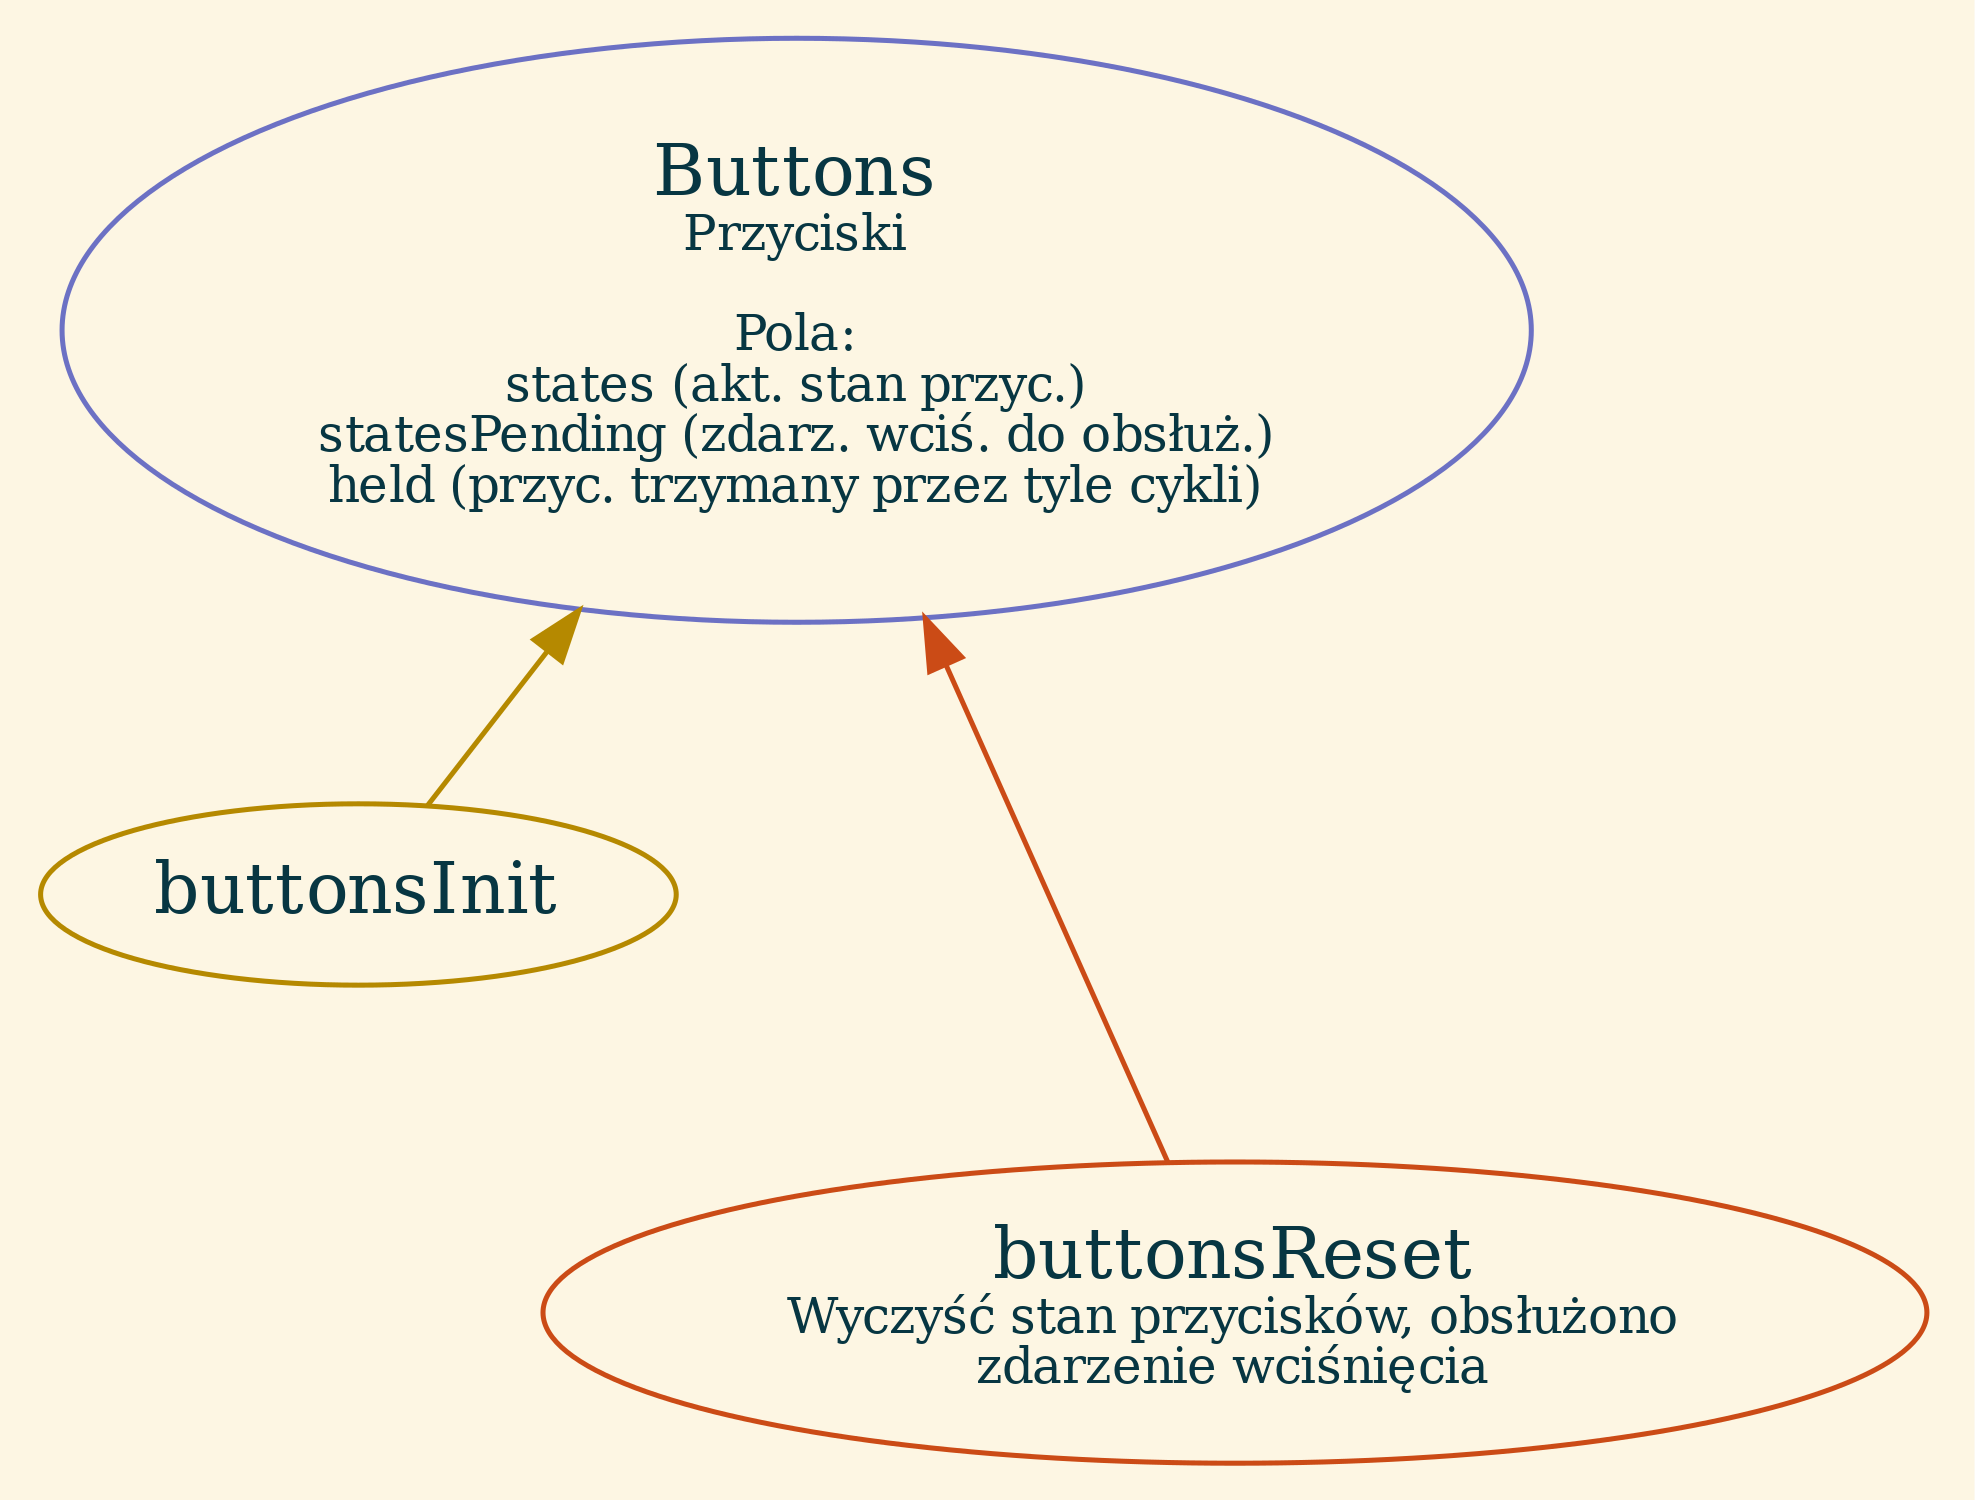 Buttons
Przyciski
Pola:
states (akt. stan przyc.)
statesPending (zdarz. wciś. do obsłuż.)
held (przyc. trzymany przez tyle cykli)
buttonsInit
buttonsReset
Wyczyść stan przycisków, obsłużono
zdarzenie wciśnięcia